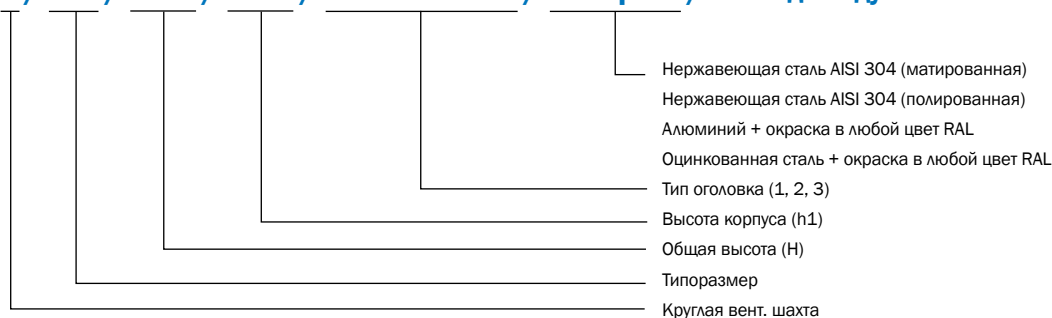 Нержавеющая сталь AISI 304 (матированная)
Нержавеющая сталь AISI 304 (полированная)
Алюминий + окраска в любой цвет RAL
Оцинкованная сталь + окраска в любой цвет RAL
Тип оголовка (1, 2, 3)
Высота корпуса (h1)
Общая высота (H)
Типоразмер
Круглая вент. шахта